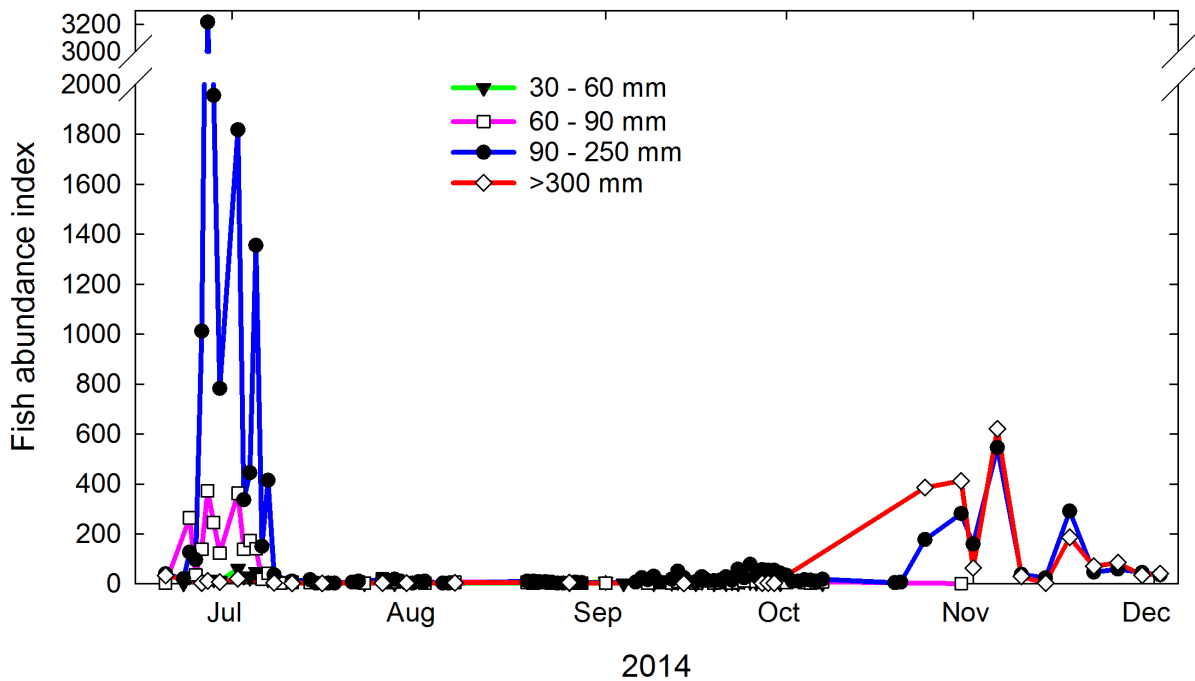 3200
3000
2000
1800
1600
1400
1200
1000
800
600
400
200
0
Fish abundance index
30 - 60 mm
60 - 90 mm
90 - 250 mm
>300 mm
Jul Aug Sep Oct Nov Dec
2014